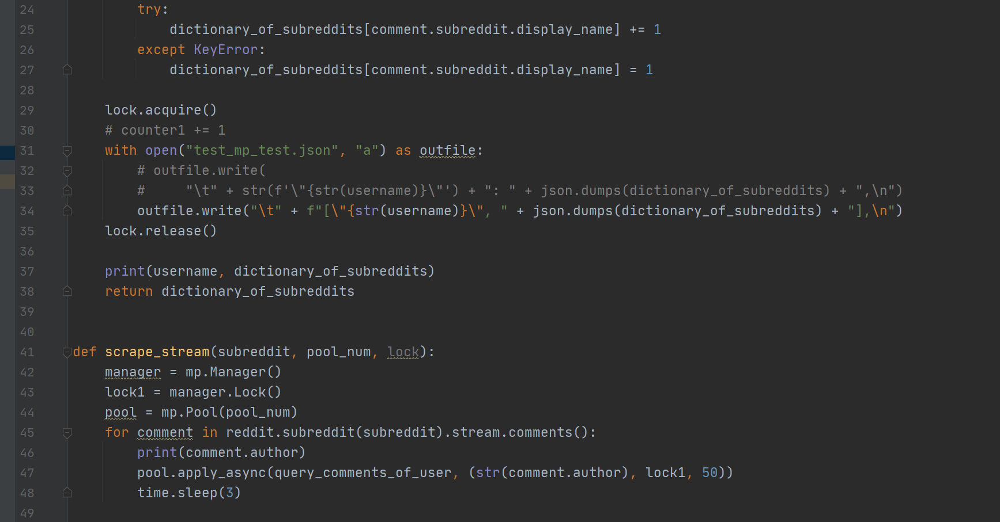 24 try:
25 dictionary_of_subreddits[comment.subreddit.display_name] += 1
26 except KeyError:
27 dictionary_of_subreddits[comment.subreddit.display_name] = 1
28
29 lock.acquire()
30 # counter1 += 1
31 with open("test_mp_test.json", "a") as outfile:
32 # outfile.write(
33 #     "\t" + str(f'\"{str(username)}\"') + ": " + json.dumps(dictionary_of_subreddits) + ",\n")
34 outfile.write("\t" + f"[\"{str(username)}\", " + json.dumps(dictionary_of_subreddits) + "],\n")
35 lock.release()
36
37 print(username, dictionary_of_subreddits)
38 return dictionary_of_subreddits
39
40
41 def scrape_stream(subreddit, pool_num, lock):
42 manager = mp.Manager()
43 lock1 = manager.Lock()
44 pool = mp.Pool(pool_num)
45 for comment in reddit.subreddit(subreddit).stream.comments():
46 print(comment.author)
47 pool.apply_async(query_comments_of_user, (str(comment.author), lock1, 50))
48 time.sleep(3)
49